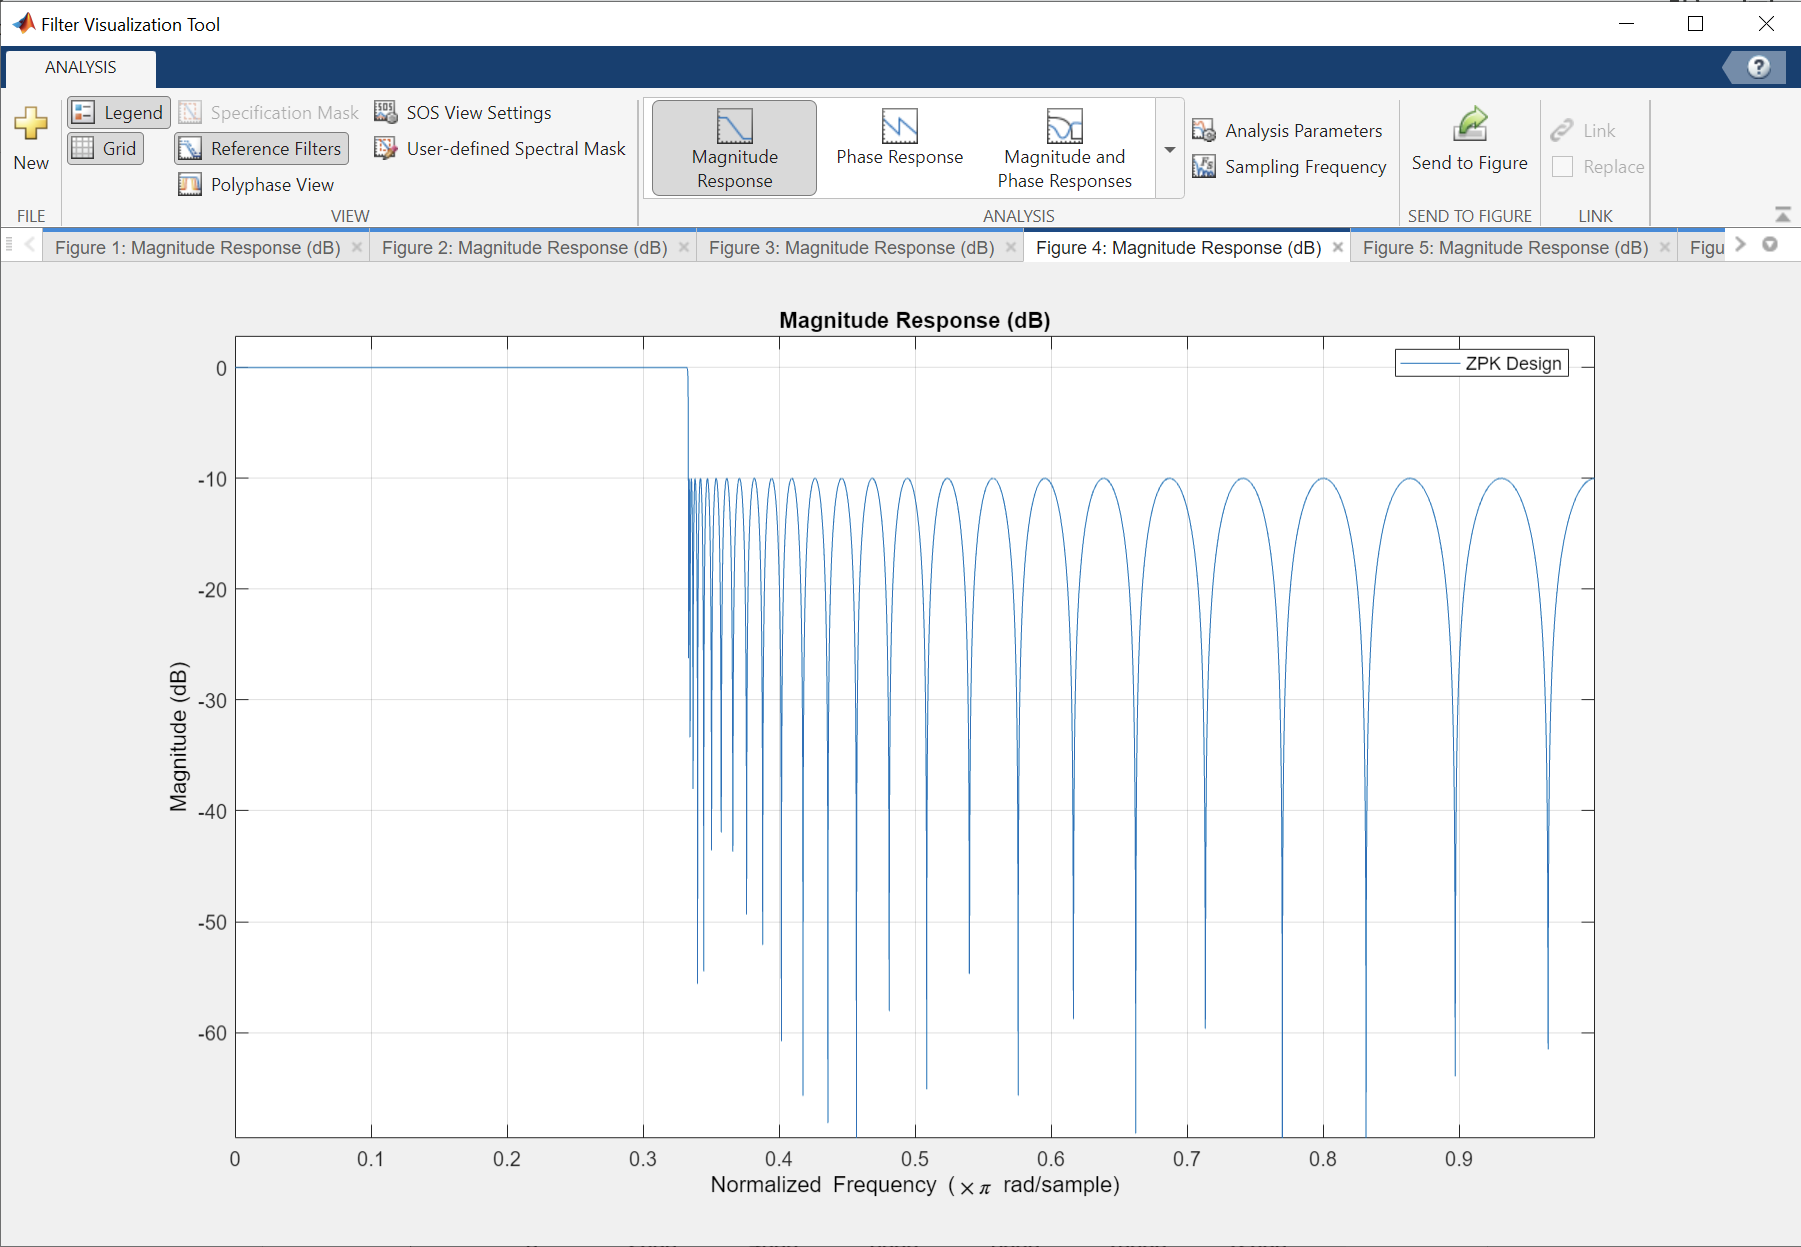 Filter Visualization Tool
ANALYSIS
New
Legend
Grid
Specification Mask
Reference Filters
Polyphase View
SOS View Settings
User-defined Spectral Mask
Magnitude
Response
Phase Response
Magnitude and
Phase Responses
Analysis Parameters
Sampling Frequency
Send to Figure
Link
Replace
FILE
VIEW
ANALYSIS
SEND TO FIGURE
LINK
Figure 1: Magnitude Response (dB)
Figure 2: Magnitude Response (dB)
Figure 3: Magnitude Response (dB)
Figure 4: Magnitude Response (dB)
Figure 5: Magnitude Response (dB)
Figu
Magnitude Response (dB)
ZPK Design
0
-10
-20
-30
-40
-50
-60
Magnitude (dB)
0 0.1 0.2 0.3 0.4 0.5 0.6 0.7 0.8 0.9
Normalized Frequency (×π rad/sample)